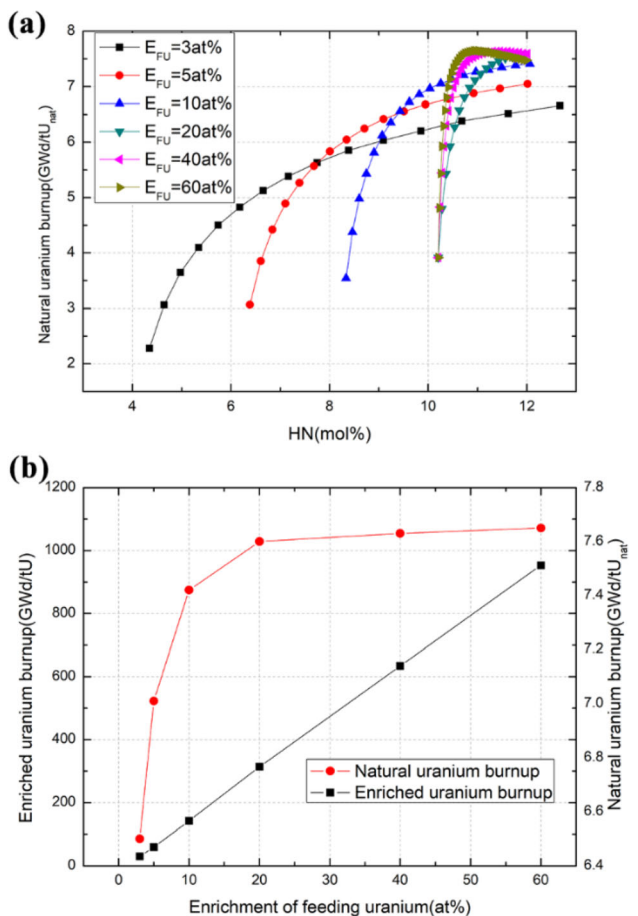 (a)
E_FU=3at%
E_FU=5at%
E_FU=10at%
E_FU=20at%
E_FU=40at%
E_FU=60at%
Natural uranium burnup(GWd/tU_nat)
8
7
6
5
4
3
2
4 6 8 10 12
HN(mol%)
(b)
Enriched uranium burnup(GWd/tU)
1200
1000
800
600
400
200
0
Natural uranium burnup(GWd/tU_nat)
7.8
7.6
7.4
7.2
7.0
6.8
6.6
6.4
Natural uranium burnup
Enriched uranium burnup
0 10 20 30 40 50 60
Enrichment of feeding uranium(at%)